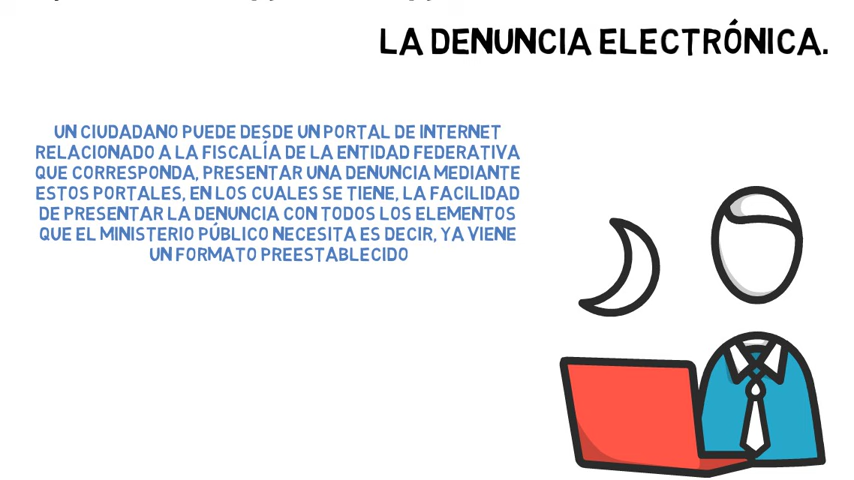 LA DENUNCIA ELECTRÓNICA.
UN CIUDADANO PUEDE DESDE UN PORTAL DE INTERNET
RELACIONADO A LA FISCALÍA DE LA ENTIDAD FEDERATIVA
QUE CORRESPONDA, PRESENTAR UNA DENUNCIA MEDIANTE
ESTOS PORTALES, EN LOS CUALES SE TIENE, LA FACILIDAD
DE PRESENTAR LA DENUNCIA CON TODOS LOS ELEMENTOS
QUE EL MINISTERIO PÚBLICO NECESITA ES DECIR, YA VIENE
UN FORMATO PREESTABLECIDO